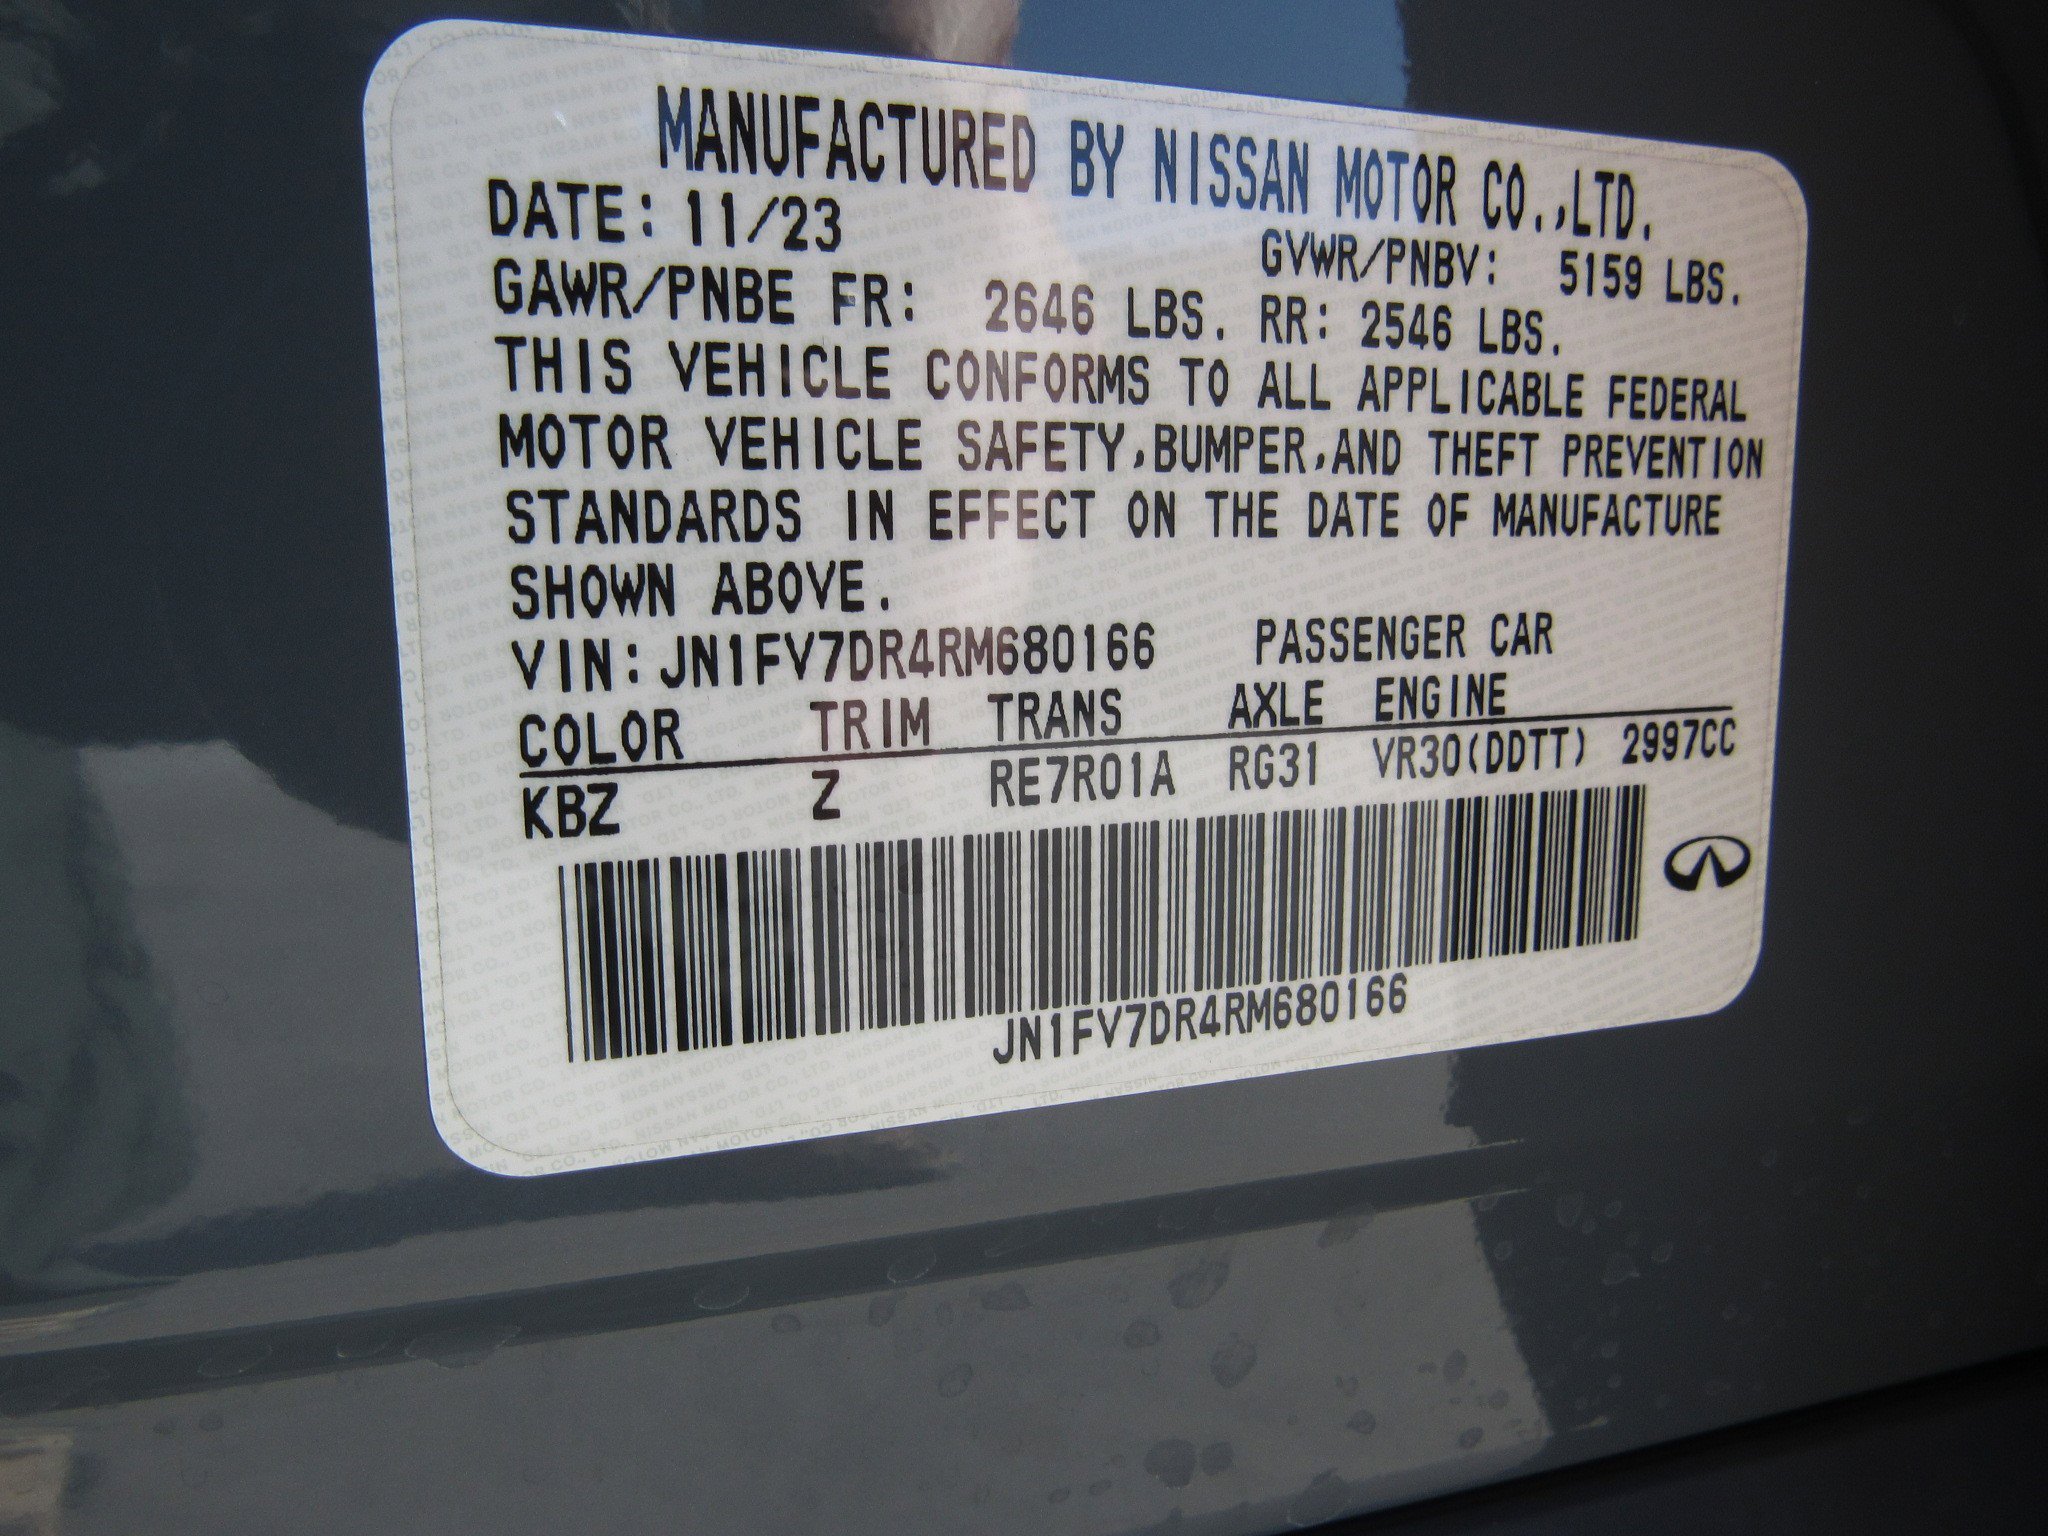 MANUFACTURED BY NISSAN MOTOR CO.,LTD.
DATE: 11/23 GVWR/PNBV: 5159 LBS.
GAWR/PNBE FR: 2646 LBS. RR: 2546 LBS.
THIS VEHICLE CONFORMS TO ALL APPLICABLE FEDERAL
MOTOR VEHICLE SAFETY,BUMPER,AND THEFT PREVENTION
STANDARDS IN EFFECT ON THE DATE OF MANUFACTURE
SHOWN ABOVE.
VIN:JN1FV7DR4RM680166 PASSENGER CAR
COLOR TRIM TRANS AXLE ENGINE
KBZ Z RE7R01A RG31 VR30(DDTT) 2997CC
JN1FV7DR4RM680166